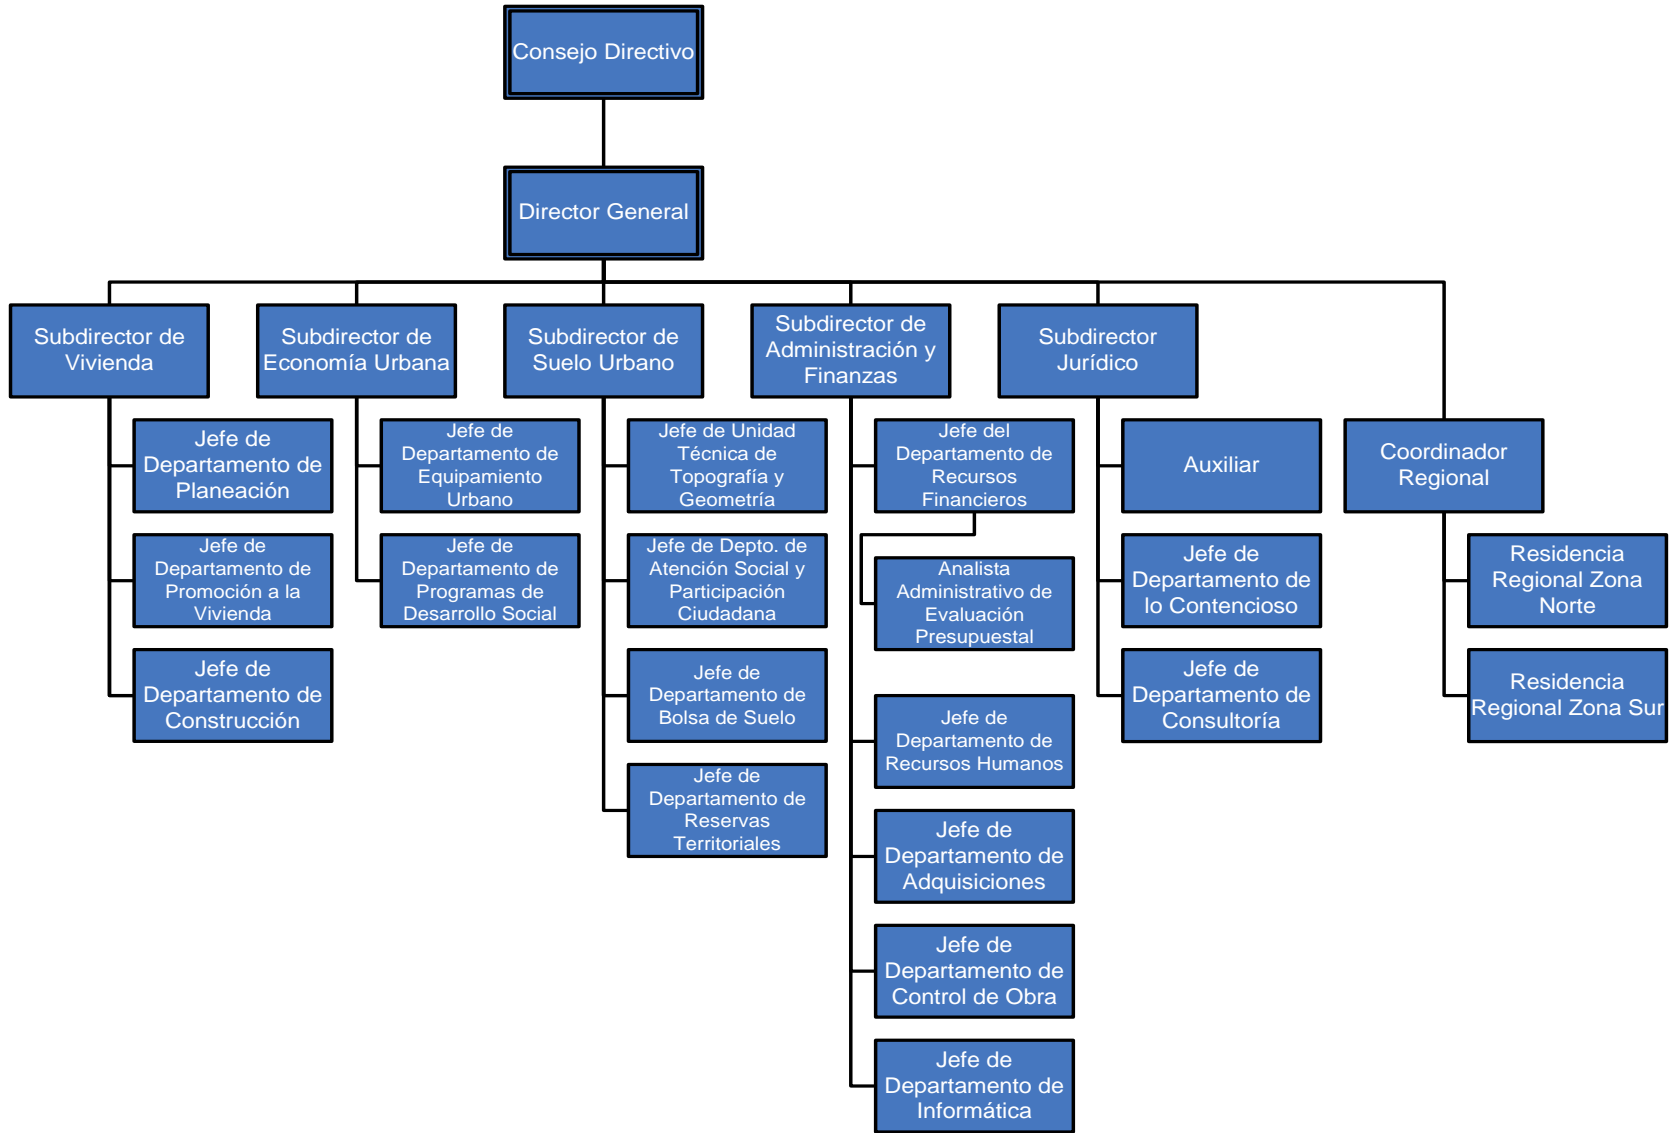 Consejo Directivo
Director General
Subdirector de
Vivienda
Subdirector de
Economía Urbana
Subdirector de
Suelo Urbano
Subdirector de
Administración y
Finanzas
Subdirector
Jurídico
Jefe de
Departamento de
Planeación
Jefe de
Departamento de
Equipamiento
Urbano
Jefe de Unidad
Técnica de
Topografía y
Geometría
Jefe del
Departamento de
Recursos
Financieros
Auxiliar
Coordinador
Regional
Jefe de
Departamento de
Promoción a la
Vivienda
Jefe de
Departamento de
Programas de
Desarrollo Social
Jefe de Depto. de
Atención Social y
Participación
Ciudadana
Analista
Administrativo de
Evaluación
Presupuestal
Jefe de
Departamento de
lo Contencioso
Residencia
Regional Zona
Norte
Jefe de
Departamento de
Construcción
Jefe de
Departamento de
Bolsa de Suelo
Jefe de
Departamento de
Recursos Humanos
Jefe de
Departamento de
Consultoría
Residencia
Regional Zona Sur
Jefe de
Departamento de
Reservas
Territoriales
Jefe de
Departamento de
Adquisiciones
Jefe de
Departamento de
Control de Obra
Jefe de
Departamento de
Informática